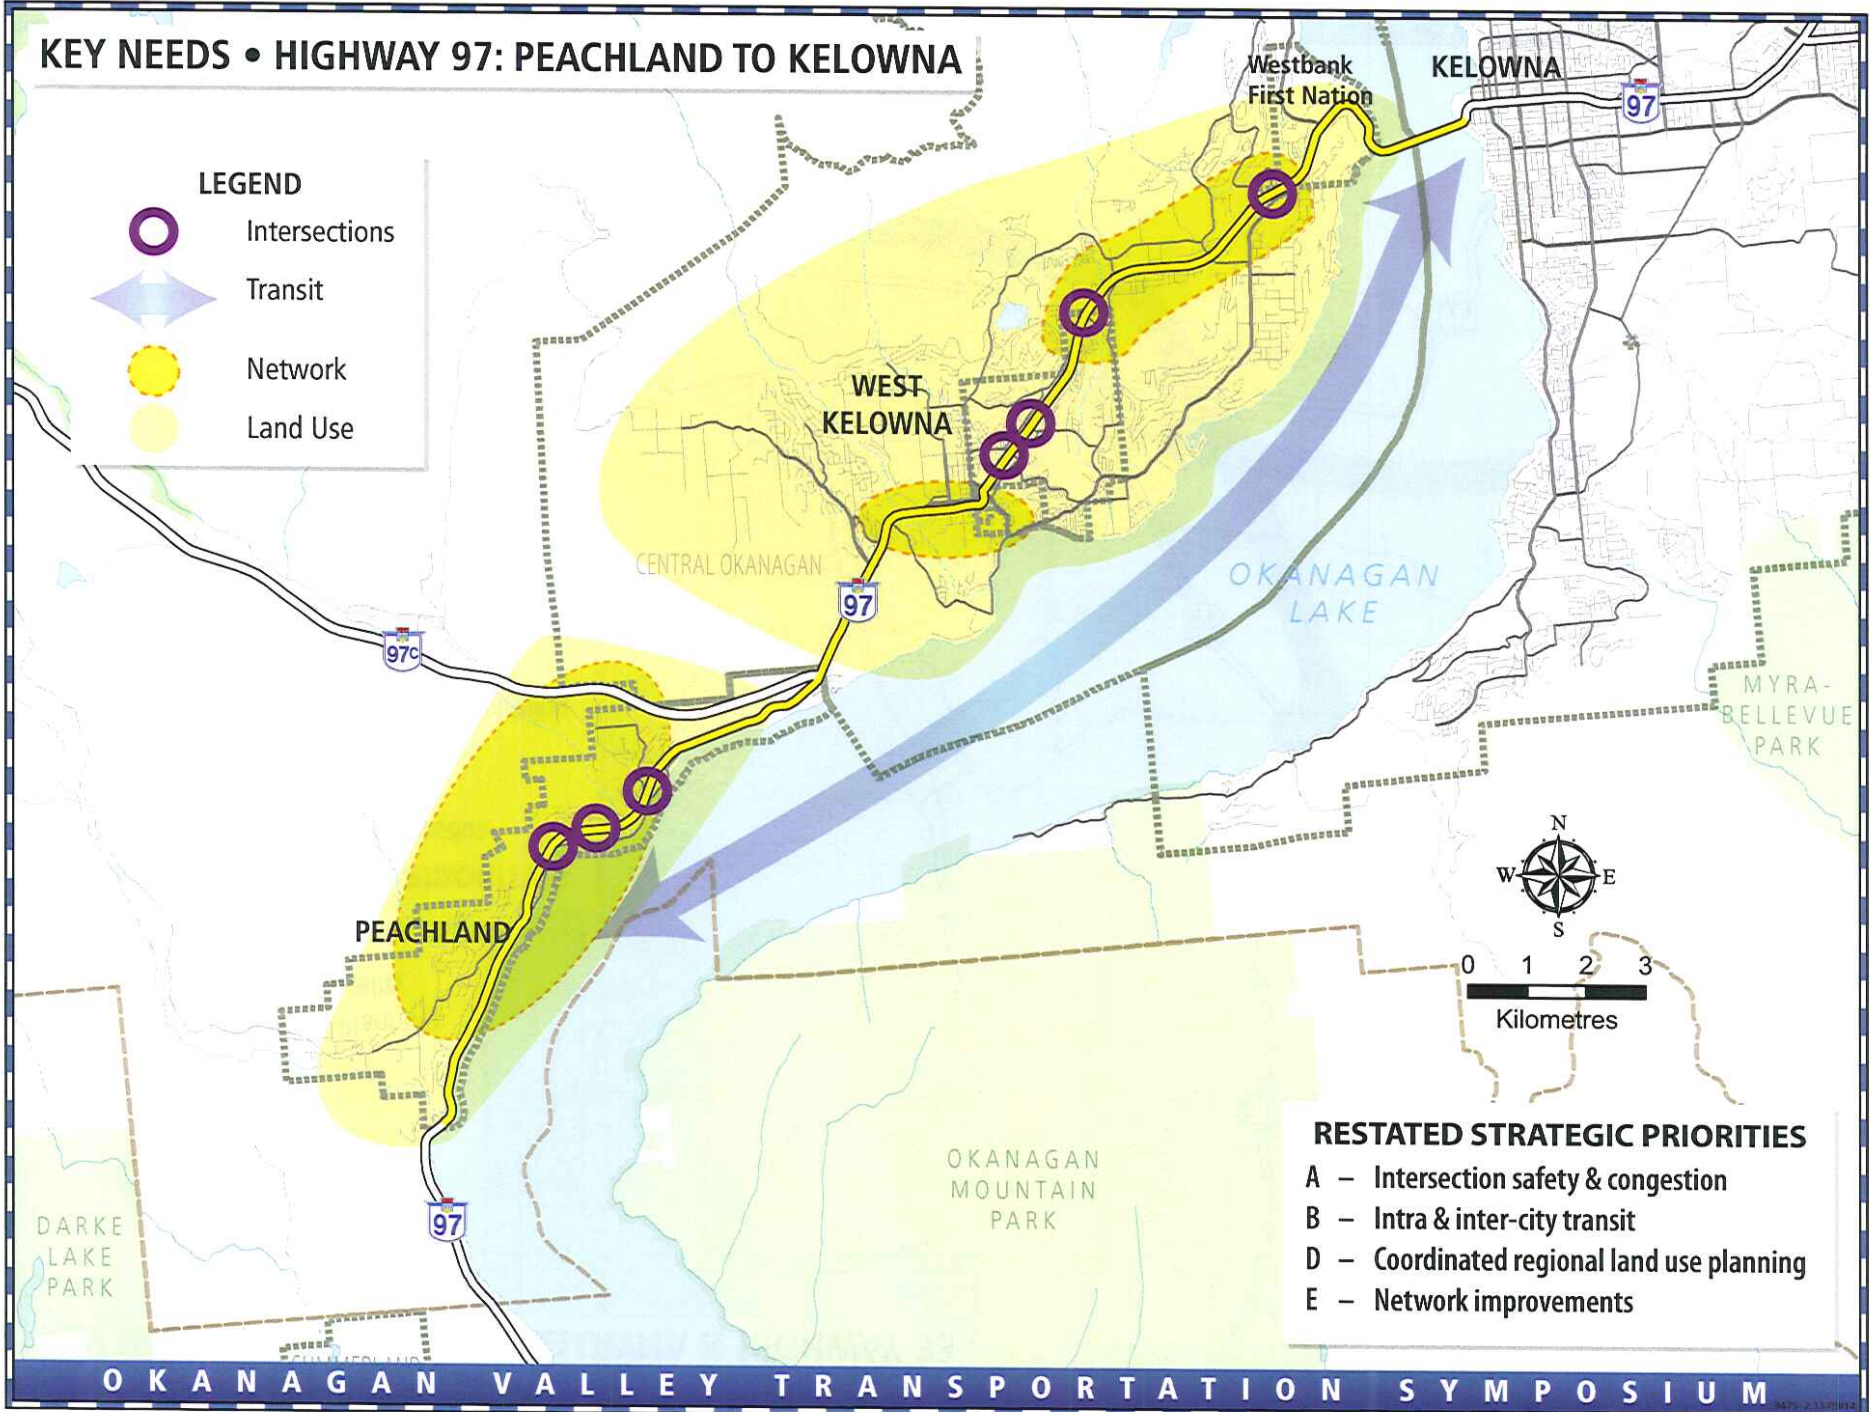 KEY NEEDS • HIGHWAY 97: PEACHLAND TO KELOWNA
Westbank
First Nation
KELOWNA
97
LEGEND
Intersections
Transit
Network
Land Use
WEST
KELOWNA
CENTRAL OKANAGAN
97
OKANAGAN
LAKE
97C
MYRA-
BELLEVUE
PARK
PEACHLAND
N
W
E
S
0 1 2 3
Kilometres
OKANAGAN
MOUNTAIN
PARK
97
DARKE
LAKE
PARK
RESTATED STRATEGIC PRIORITIES
A – Intersection safety & congestion
B – Intra & inter-city transit
D – Coordinated regional land use planning
E – Network improvements
SUMMERLAND
OKANAGAN VALLEY TRANSPORTATION SYMPOSIUM